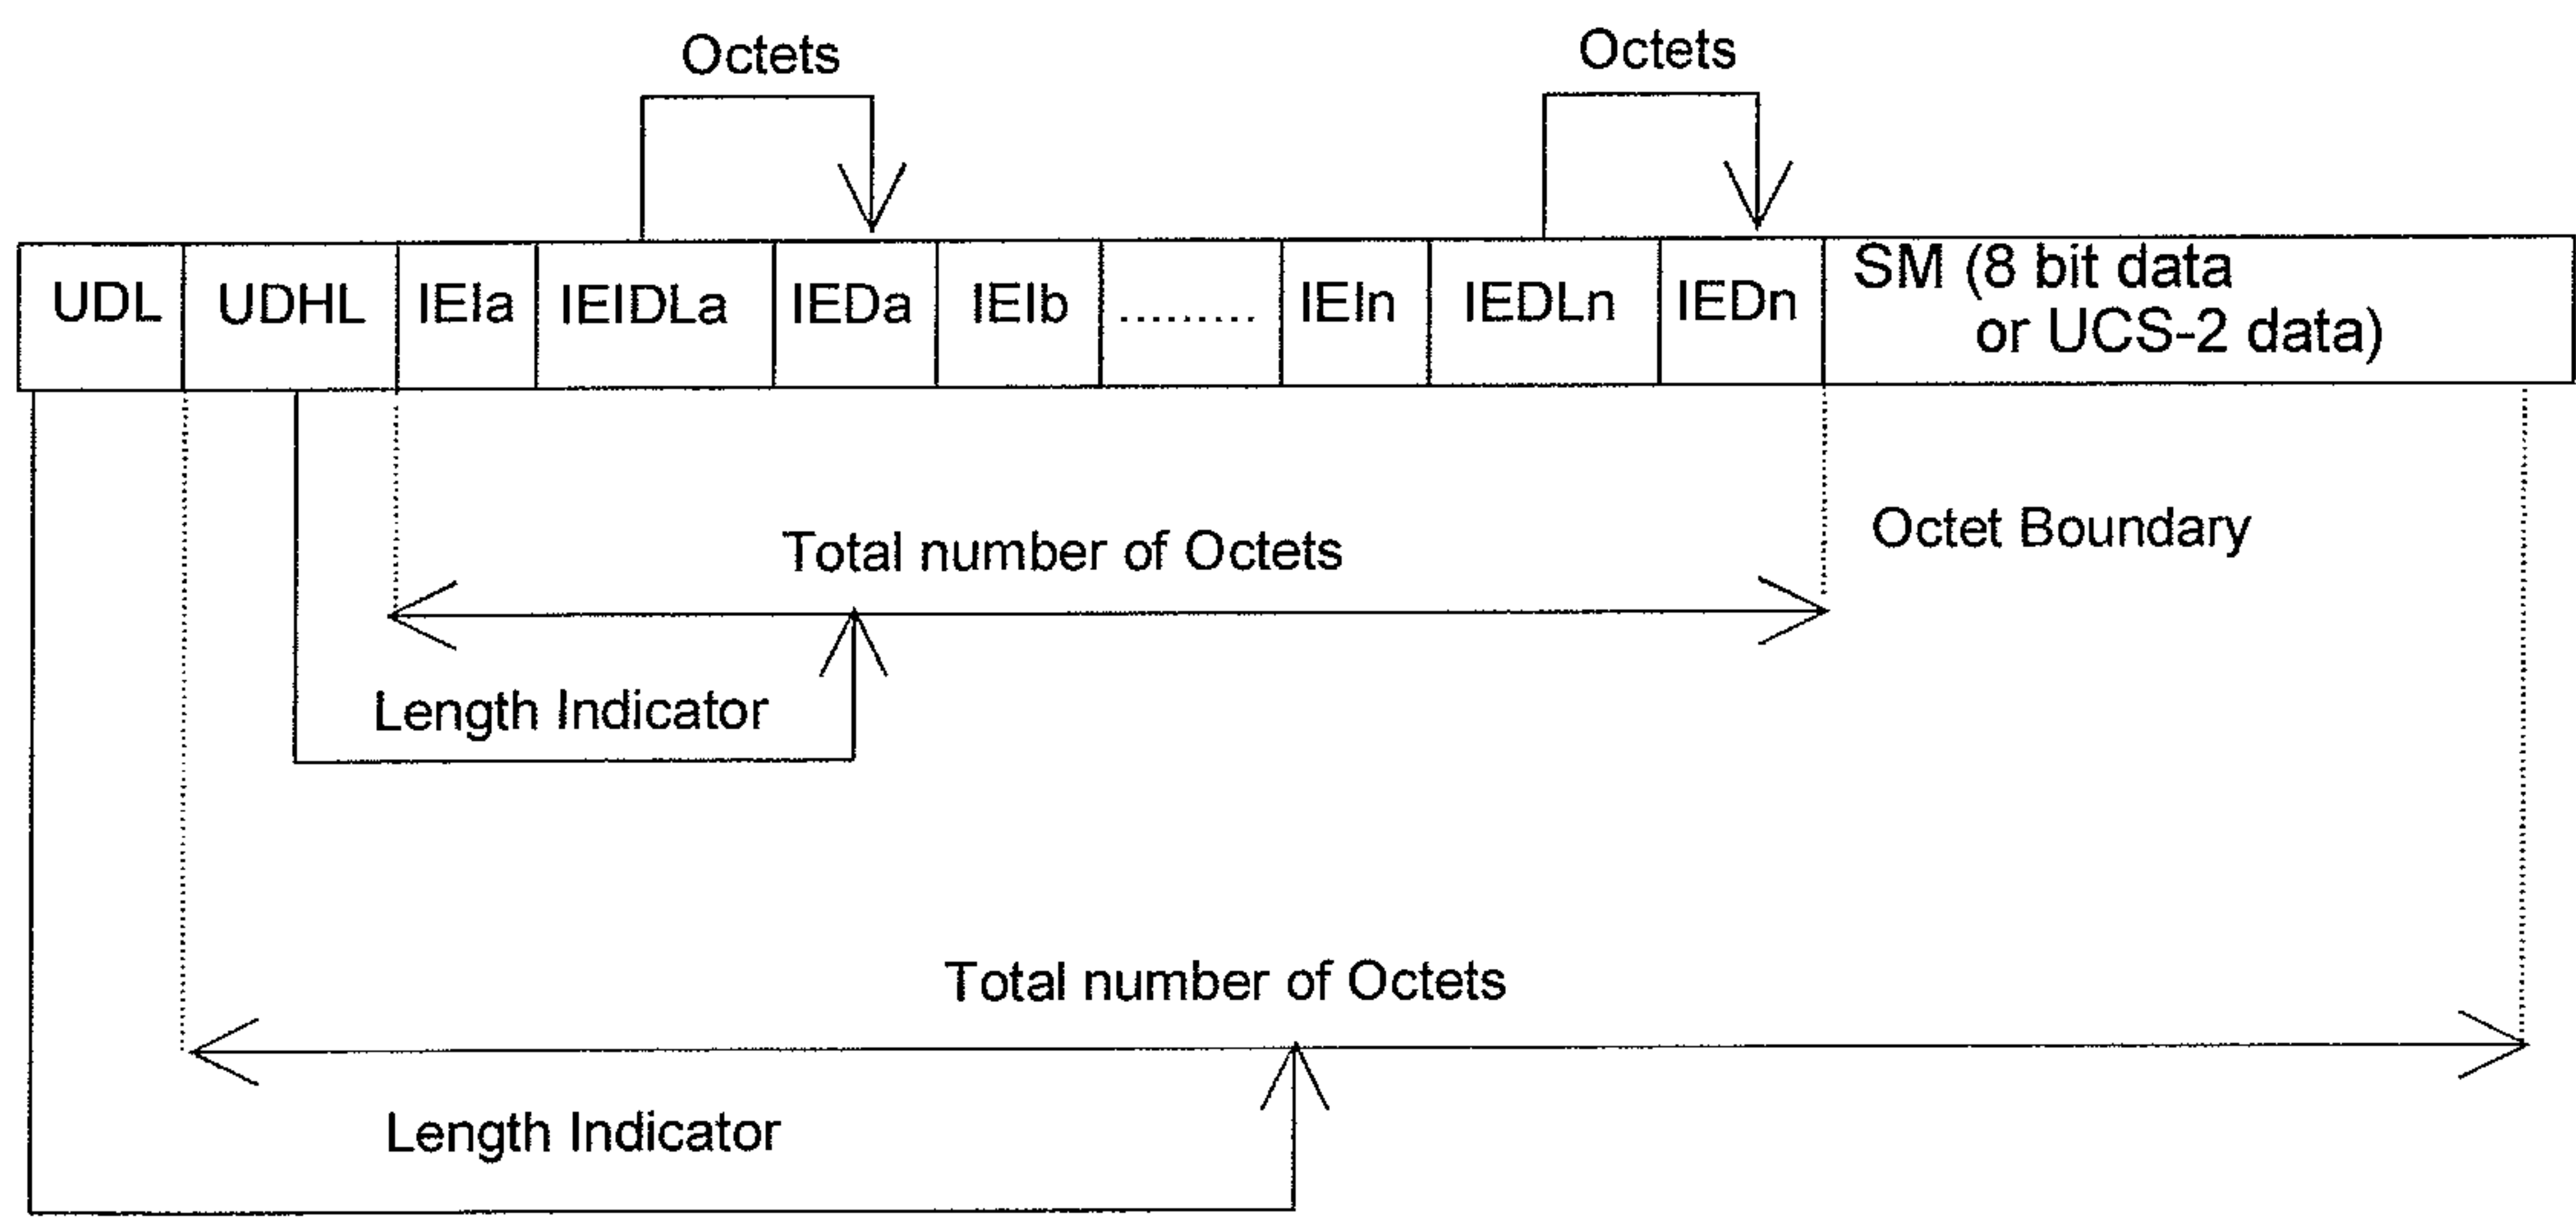 Octets
Octets
UDL UDHL IEIa IEIDLa IEDa IEIb ......... IEIn IEDLn IEDn SM (8 bit data
or UCS-2 data)
Octet Boundary
Total number of Octets
Length Indicator
Total number of Octets
Length Indicator